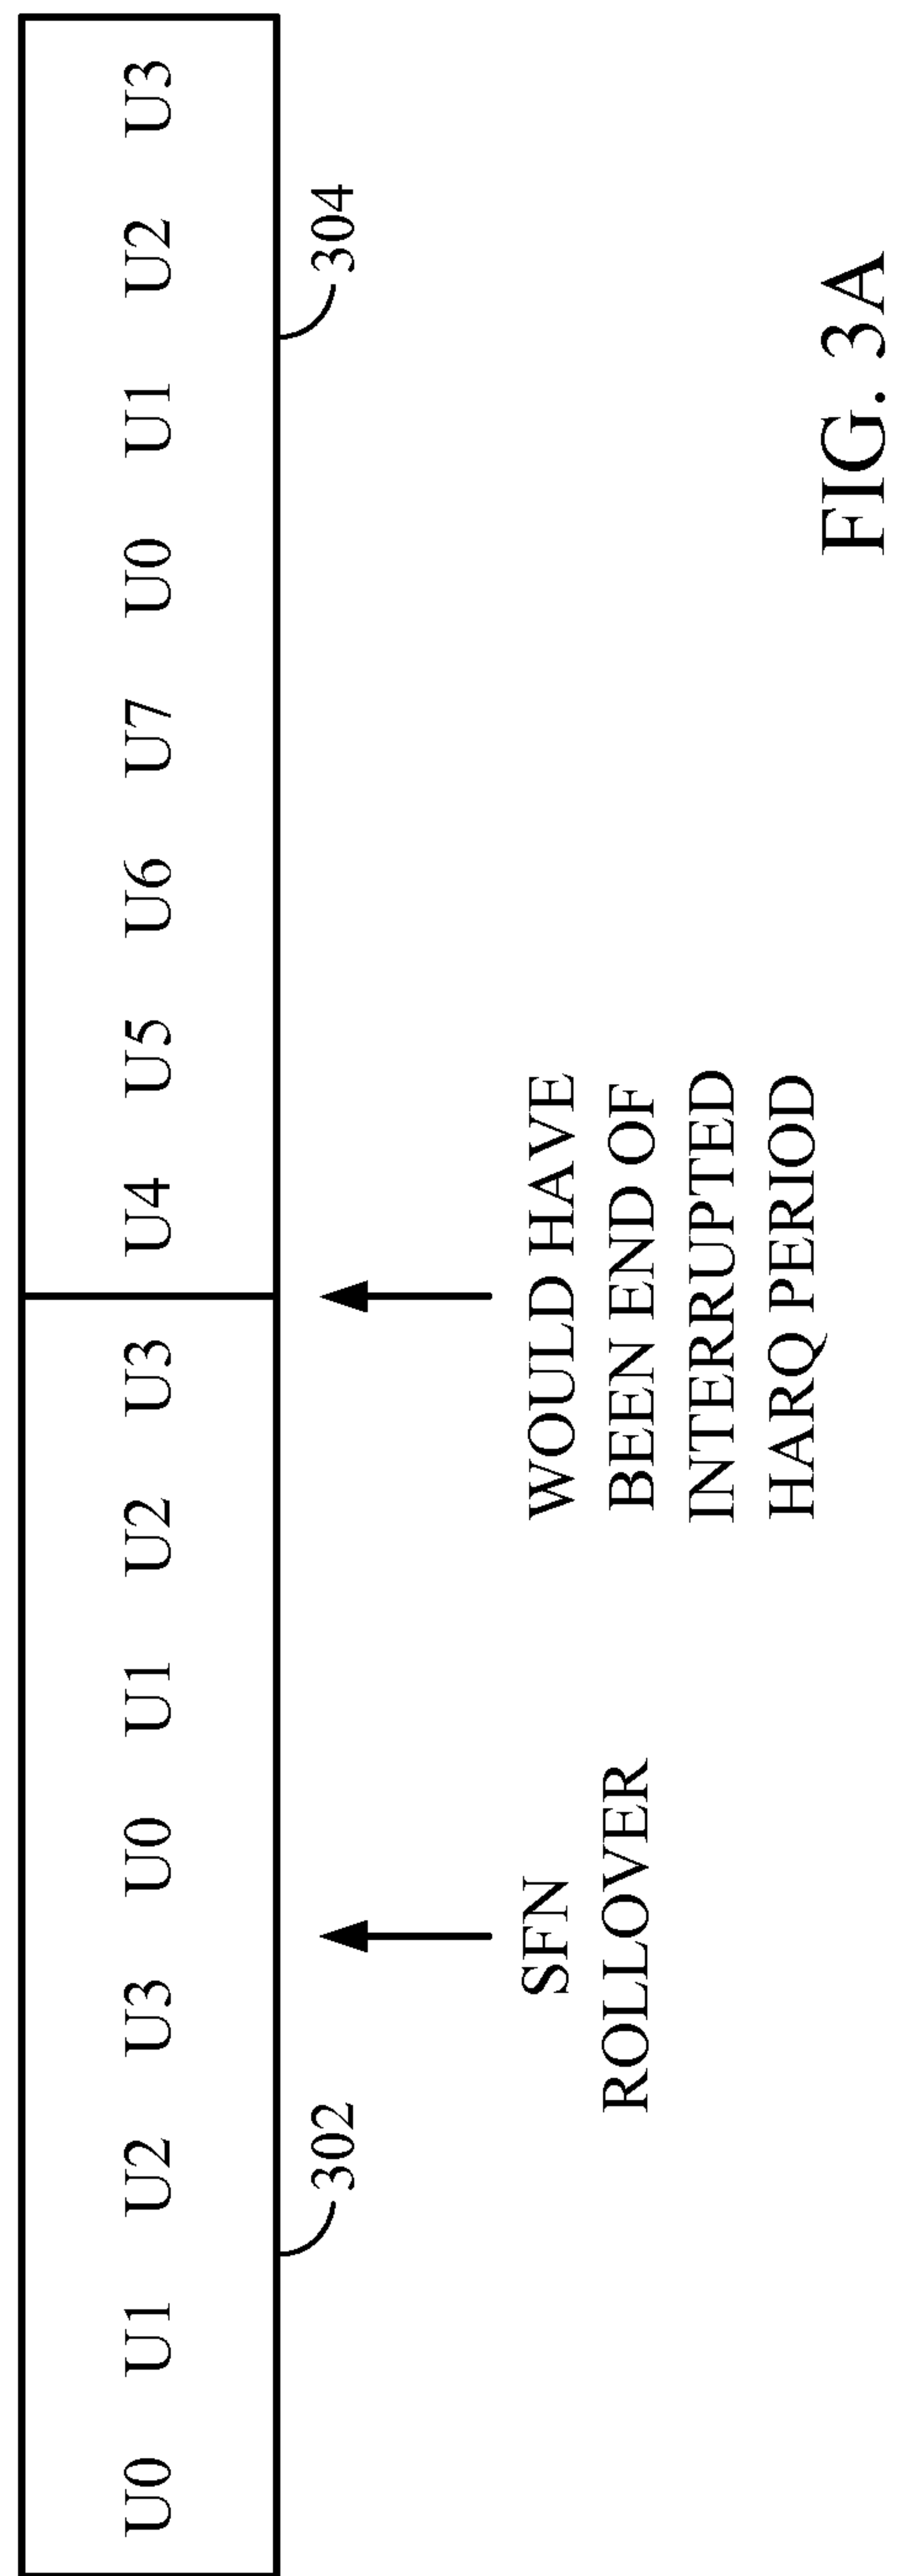 U0 U1 U2 U3 U0 U1 U2 U3 U4 U5 U6 U7 U0 U1 U2 U3
302
304
SFN
ROLLOVER
WOULD HAVE
BEEN END OF
INTERRUPTED
HARQ PERIOD
FIG. 3A